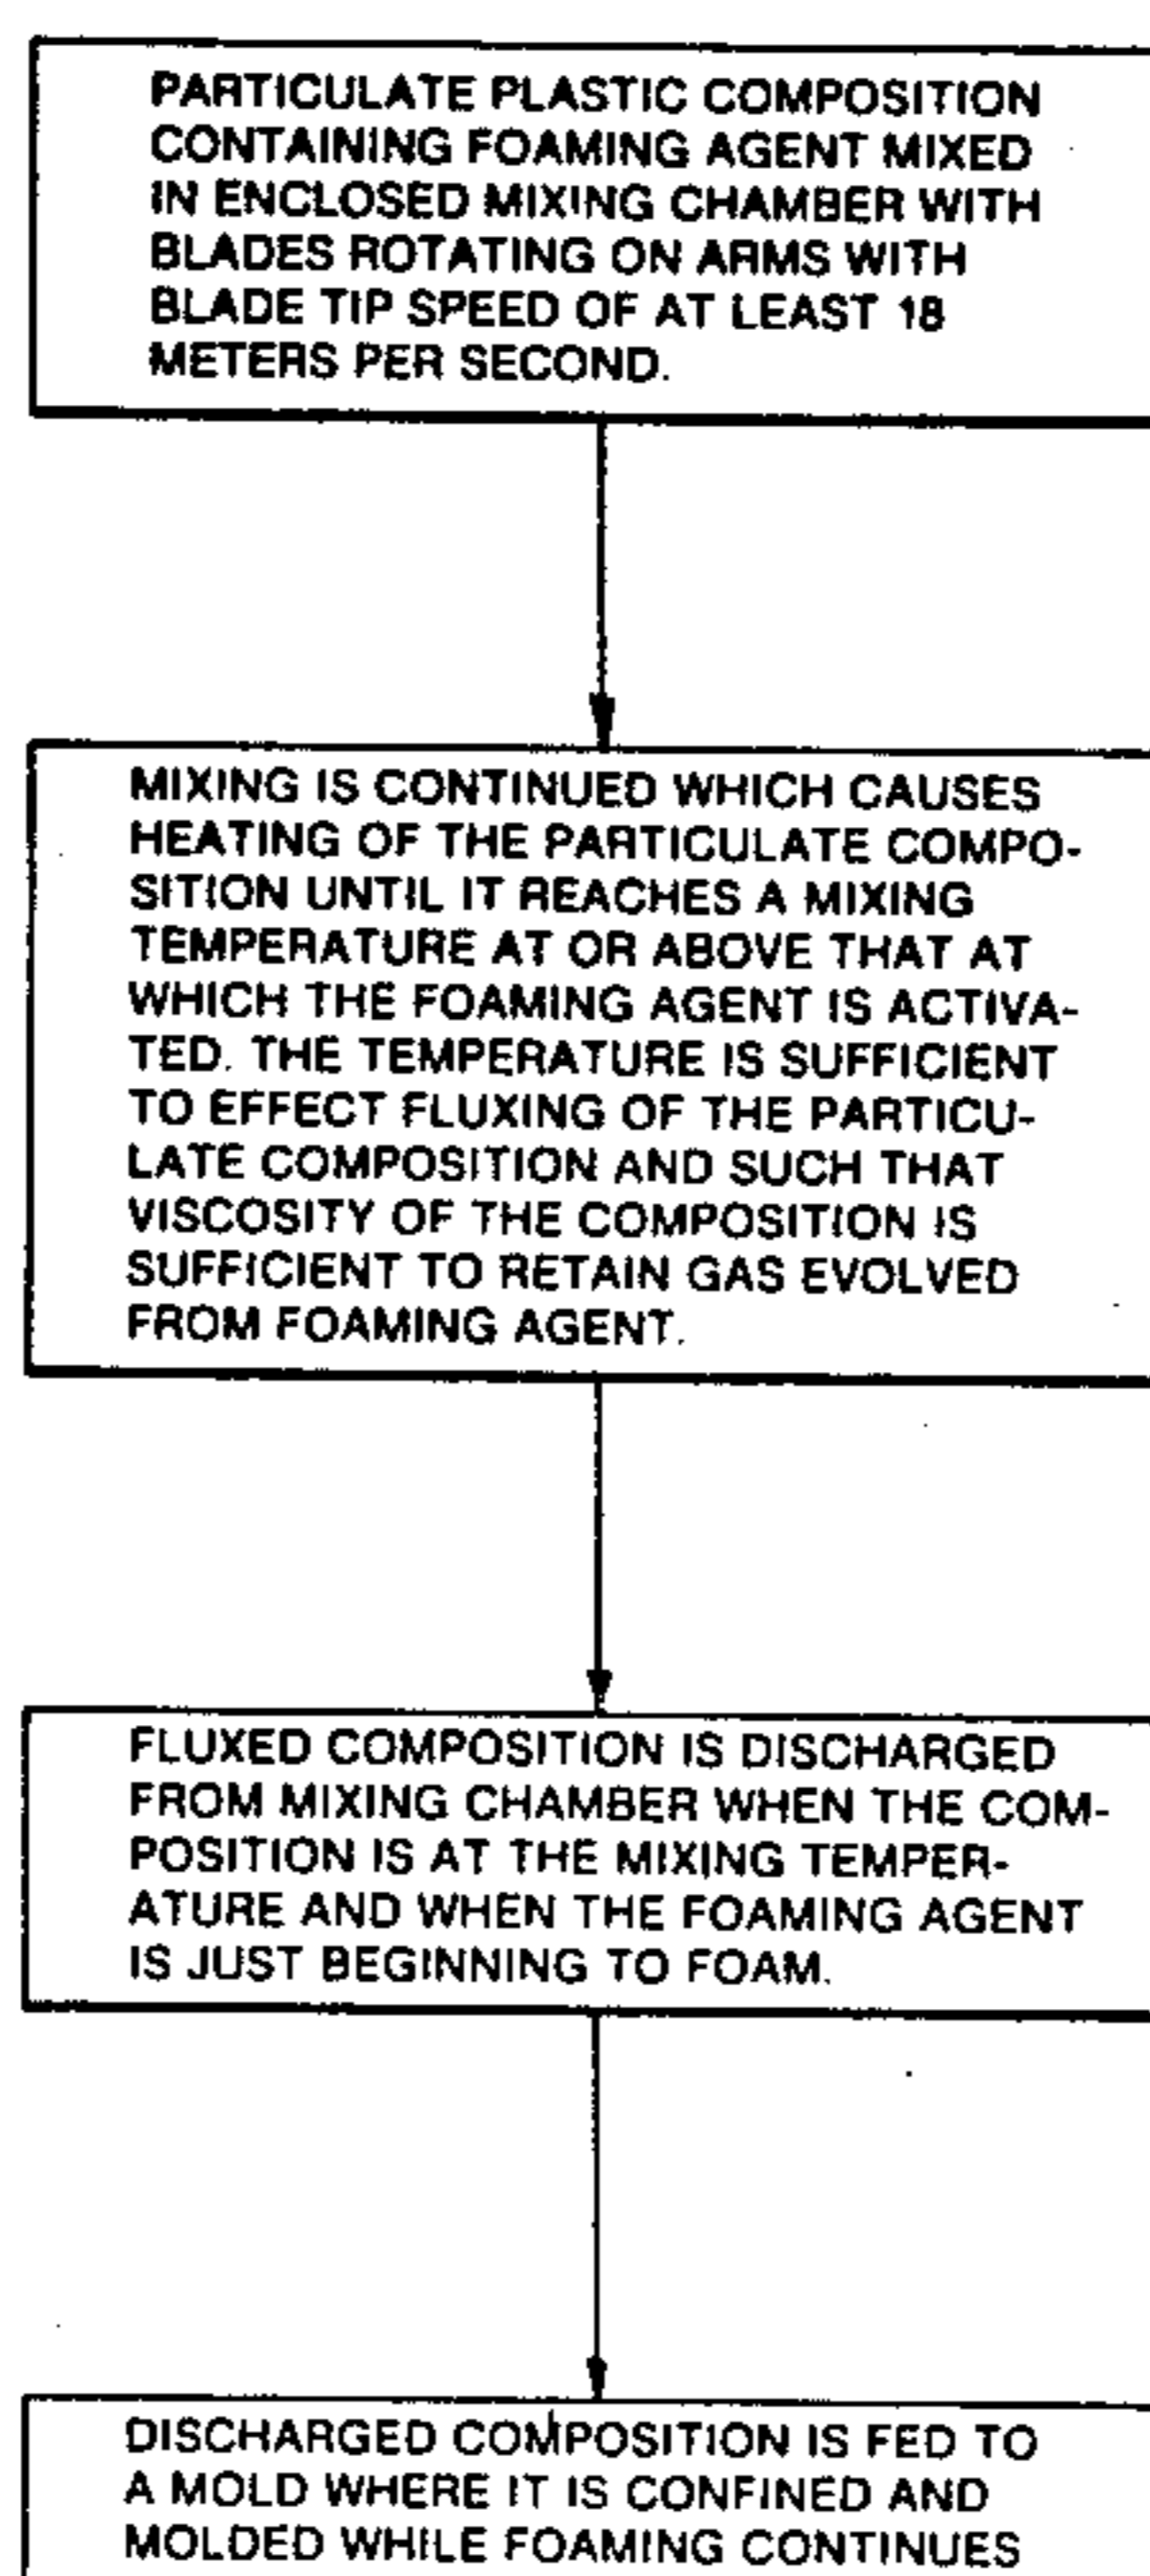 PARTICULATE PLASTIC COMPOSITION
CONTAINING FOAMING AGENT MIXED
IN ENCLOSED MIXING CHAMBER WITH
BLADES ROTATING ON ARMS WITH
BLADE TIP SPEED OF AT LEAST 18
METERS PER SECOND.
MIXING IS CONTINUED WHICH CAUSES
HEATING OF THE PARTICULATE COMPO-
SITION UNTIL IT REACHES A MIXING
TEMPERATURE AT OR ABOVE THAT AT
WHICH THE FOAMING AGENT IS ACTIVA-
TED. THE TEMPERATURE IS SUFFICIENT
TO EFFECT FLUXING OF THE PARTICU-
LATE COMPOSITION AND SUCH THAT
VISCOSITY OF THE COMPOSITION IS
SUFFICIENT TO RETAIN GAS EVOLVED
FROM FOAMING AGENT.
FLUXED COMPOSITION IS DISCHARGED
FROM MIXING CHAMBER WHEN THE COM-
POSITION IS AT THE MIXING TEMPER-
ATURE AND WHEN THE FOAMING AGENT
IS JUST BEGINNING TO FOAM.
DISCHARGED COMPOSITION IS FED TO
A MOLD WHERE IT IS CONFINED AND
MOLDED WHILE FOAMING CONTINUES